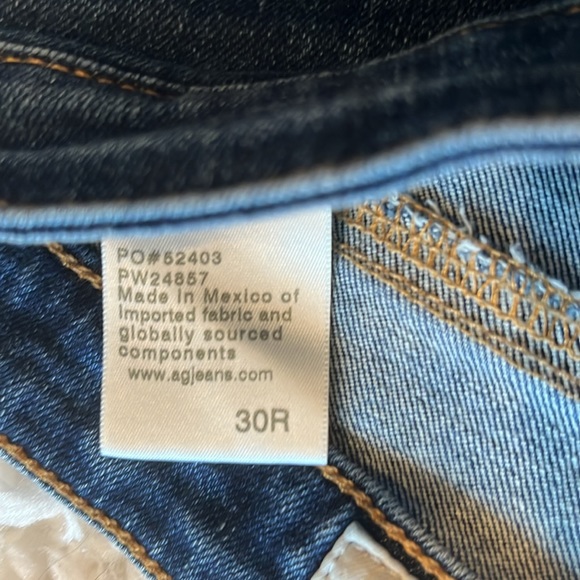 PO#52403
PW24857
Made in Mexico of
imported fabric and
globally sourced
components
www.agjeans.com
30R